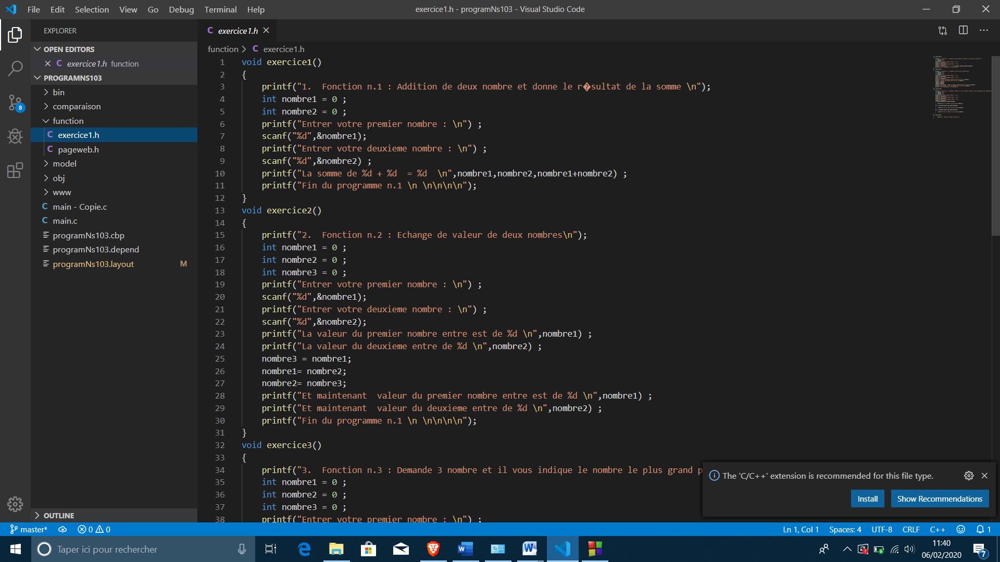 File Edit Selection View Go Debug Terminal Help
exercice1.h - programNs103 - Visual Studio Code
EXPLORER
OPEN EDITORS
exercice1.h function
PROGRAMNS103
bin
comparaison
function
exercice1.h
pageweb.h
model
obj
www
main - Copie.c
main.c
programNs103.cbp
programNs103.depend
programNs103.layout M
OUTLINE
8
exercice1.h
function > exercice1.h
1 void exercice1()
2 {
3 printf("1.  Fonction n.1 : Addition de deux nombre et donne le r�sultat de la somme \n");
4 int nombre1 = 0 ;
5 int nombre2 = 0 ;
6 printf("Entrer votre premier nombre : \n") ;
7 scanf("%d",&nombre1);
8 printf("Entrer votre deuxieme nombre : \n") ;
9 scanf("%d",&nombre2) ;
10 printf("La somme de %d + %d  = %d  \n",nombre1,nombre2,nombre1+nombre2) ;
11 printf("Fin du programme n.1 \n \n\n\n\n");
12 }
13 void exercice2()
14 {
15 printf("2.  Fonction n.2 : Echange de valeur de deux nombres\n");
16 int nombre1 = 0 ;
17 int nombre2 = 0 ;
18 int nombre3 = 0 ;
19 printf("Entrer votre premier nombre : \n") ;
20 scanf("%d",&nombre1);
21 printf("Entrer votre deuxieme nombre : \n") ;
22 scanf("%d",&nombre2);
23 printf("La valeur du premier nombre entre est de %d \n",nombre1) ;
24 printf("La valeur du deuxieme entre de %d \n",nombre2) ;
25 nombre3 = nombre1;
26 nombre1= nombre2;
27 nombre2= nombre3;
28 printf("Et maintenant  valeur du premier nombre entre est de %d \n",nombre1) ;
29 printf("Et maintenant  valeur du deuxieme entre de %d \n",nombre2) ;
30 printf("Fin du programme n.1 \n \n\n\n\n");
31 }
32 void exercice3()
33 {
34 printf("3.  Fonction n.3 : Demande 3 nombre et il vous indique le nombre le plus grand p
35 int nombre1 = 0 ;
36 int nombre2 = 0 ;
37 int nombre3 = 0 ;
38 printf("Entrer votre premier nombre : \n") ;
The 'C/C++' extension is recommended for this file type.
Install
Show Recommendations
master* 0 0
Ln 1, Col 1 Spaces: 4 UTF-8 CRLF C++ 1
Taper ici pour rechercher
11:40
06/02/2020
7